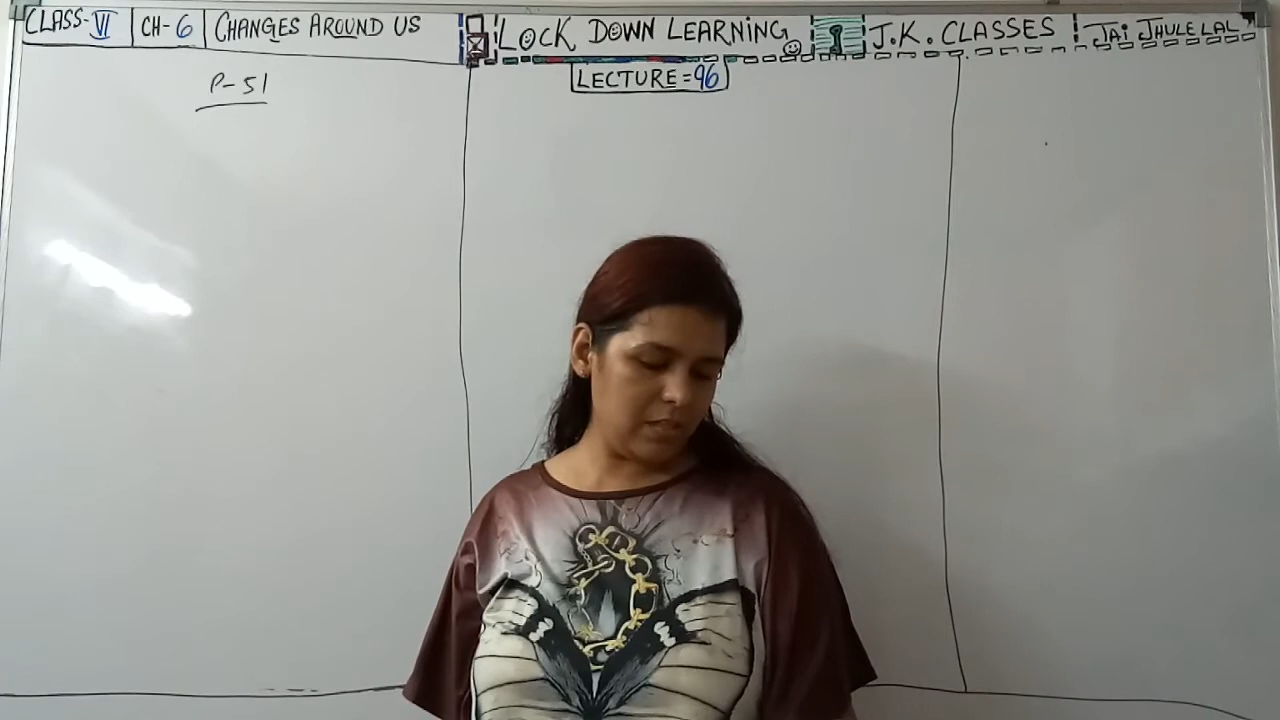 CLASS-VI CH-6 CHANGES AROUND US LOCK DOWN LEARNING J.K. CLASSES JAI JHULELAL
P-51 LECTURE=96